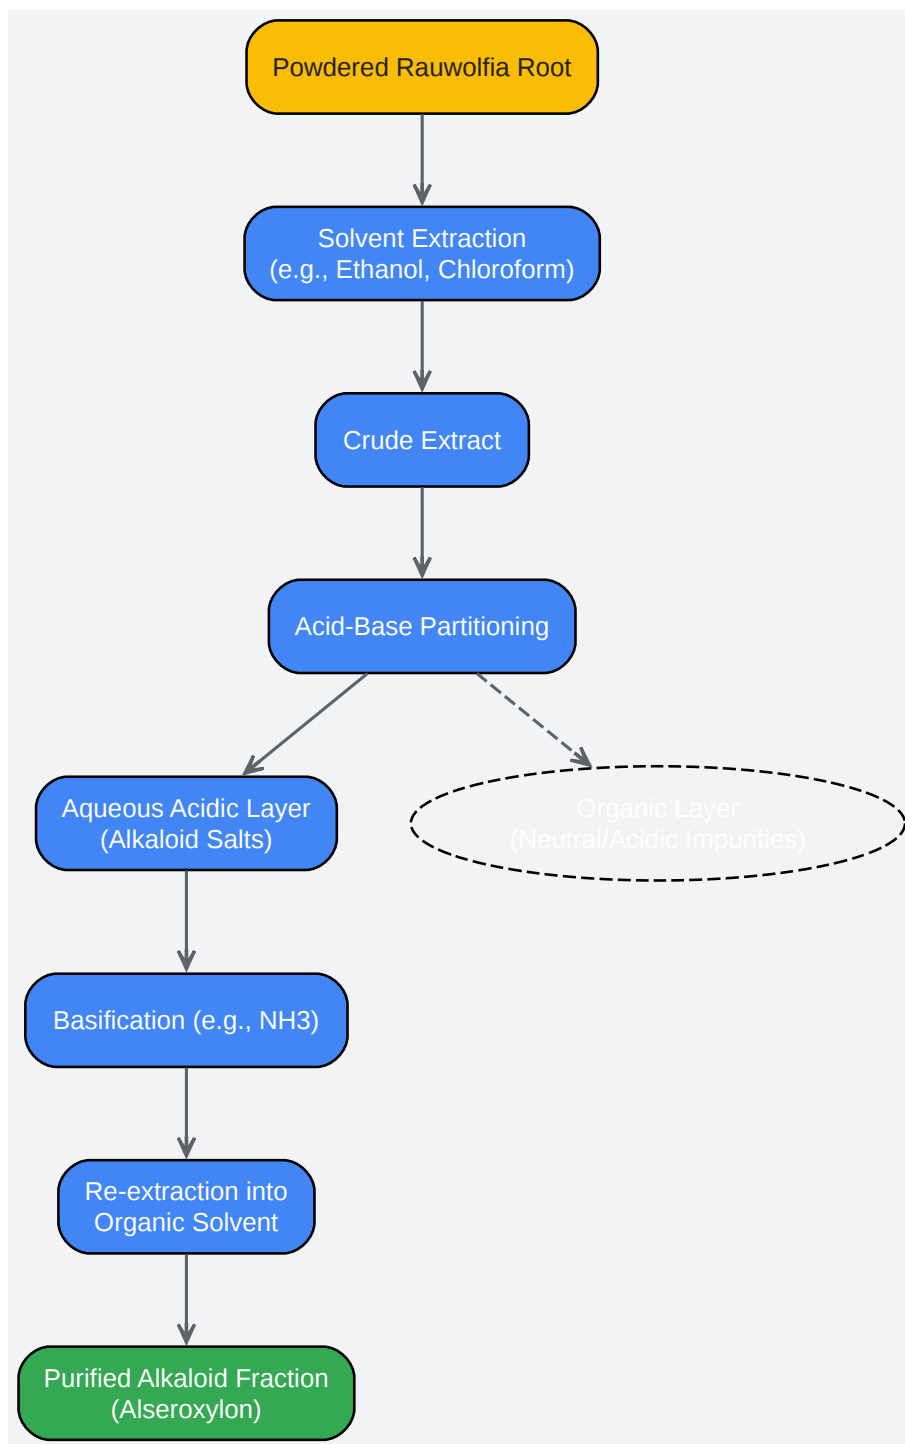 Powdered Rauwolfia Root
Solvent Extraction
(e.g., Ethanol, Chloroform)
Crude Extract
Acid-Base Partitioning
Aqueous Acidic Layer
(Alkaloid Salts)
Organic Layer
(Neutral/Acidic Impurities)
Basification (e.g., NH3)
Re-extraction into
Organic Solvent
Purified Alkaloid Fraction
(Alseroxylon)